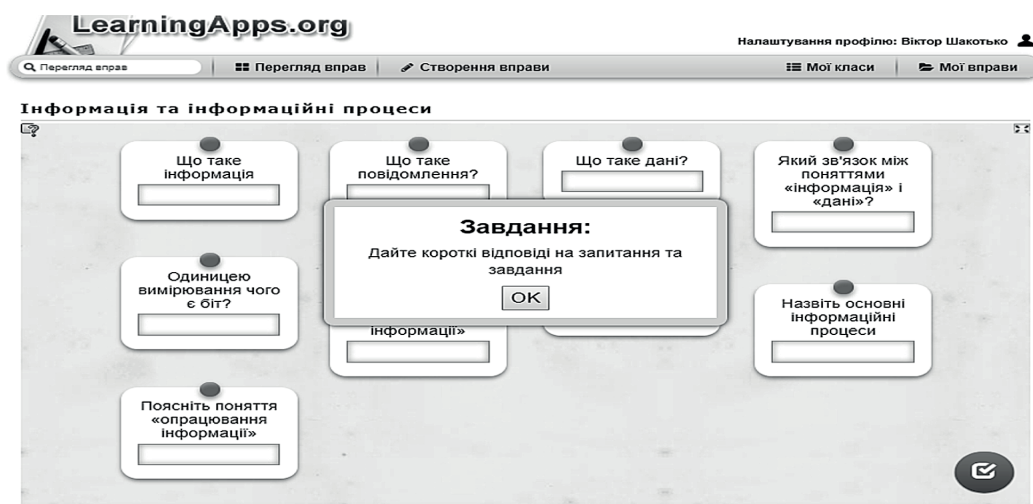 LearningApps.org
Налаштування профілю: Віктор Шакотько
Перегляд вправ
Перегляд вправ
Створення вправи
Мої класи
Мої вправи
Інформація та інформаційні процеси
Що таке
інформація
Що таке
повідомлення?
Що таке дані?
Який зв'язок між
поняттями
«інформація» і
«дані»?
Завдання:
Дайте короткі відповіді на запитання та
завдання
OK
Одиницею
вимірювання чого
є біт?
інформації»
Назвіть основні
інформаційні
процеси
Поясніть поняття
«опрацювання
інформації»